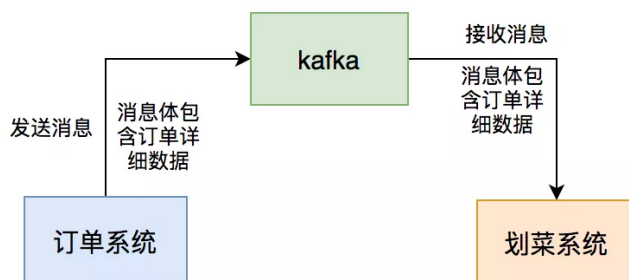 kafka
接收消息
发送消息
消息体包
含订单详
细数据
消息体包
含订单详
细数据
订单系统
划菜系统